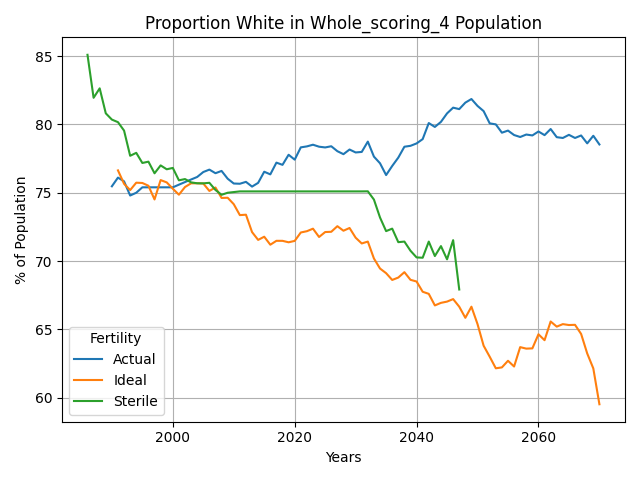 Proportion White in Whole_scoring_4 Population
% of Population
85
80
75
70
65
60
Fertility
Actual
Ideal
Sterile
2000
2020
2040
2060
Years